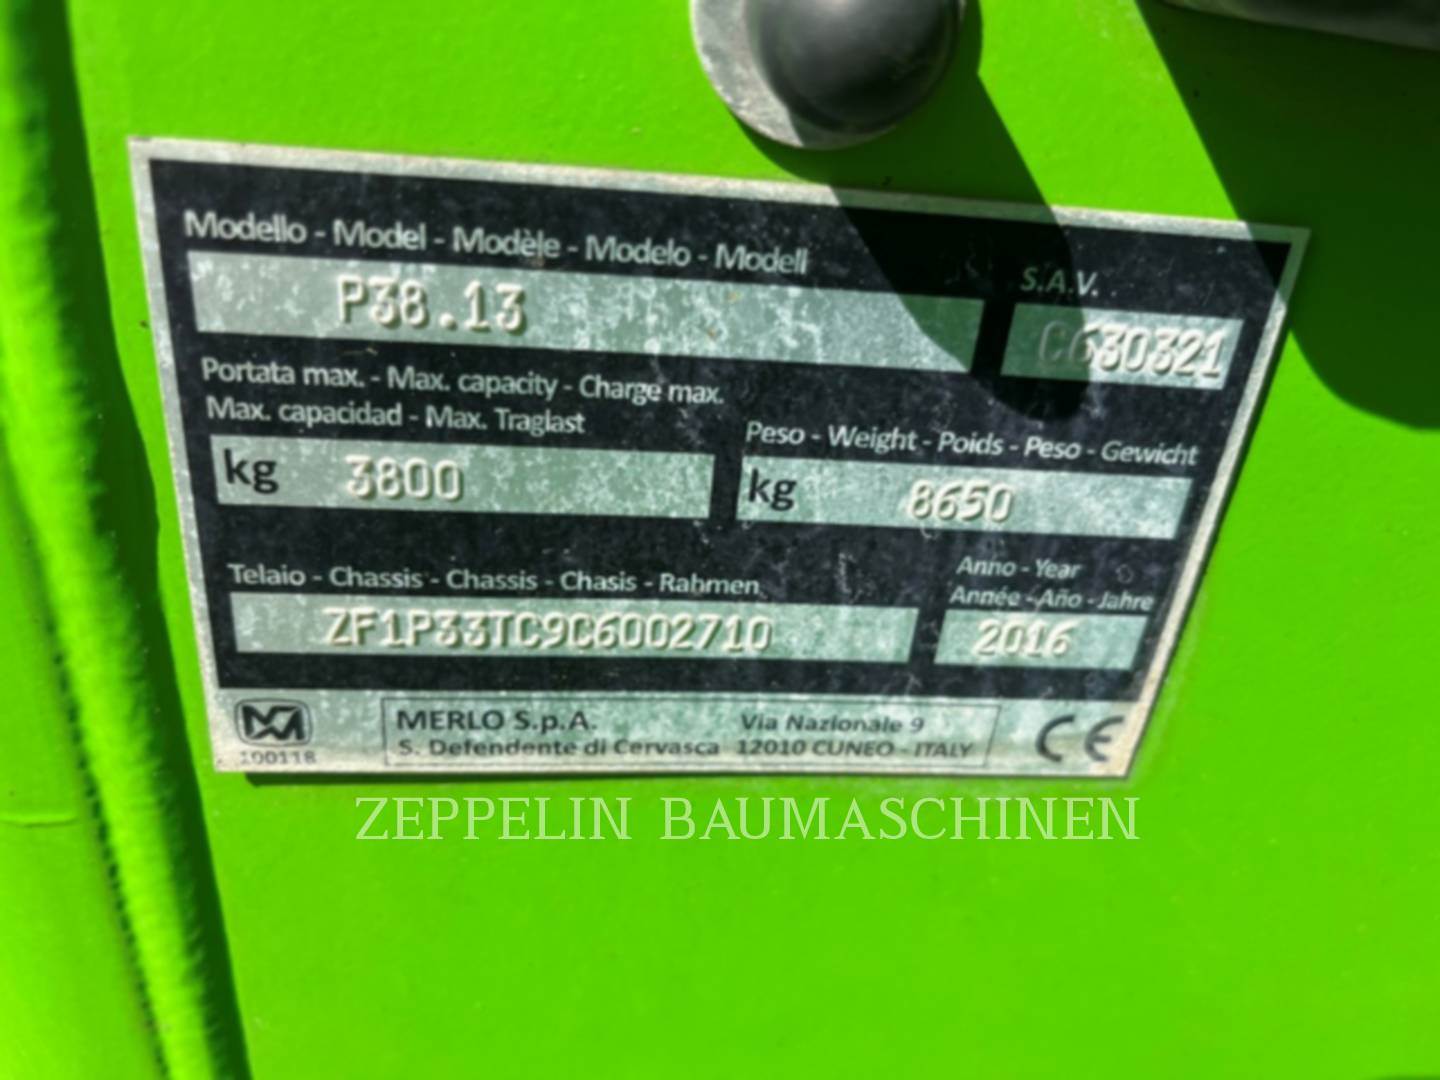 Modello - Model - Modèle - Modelo - Modell
S.A.V.
P38.13
C630321
Portata max. - Max. capacity - Charge max.
Max. capacidad - Max. Traglast
Peso - Weight - Poids - Peso - Gewicht
kg 3800
kg 8650
Telaio - Chassis - Chassis - Chasis - Rahmen
Anno - Year
Année - Año - Jahre
ZF1P33TC9C6002710
2016
MERLO S.p.A. Via Nazionale 9
S. Defendente di Cervasca 12010 CUNEO - ITALY
100118
CE
ZEPPELIN BAUMASCHINEN